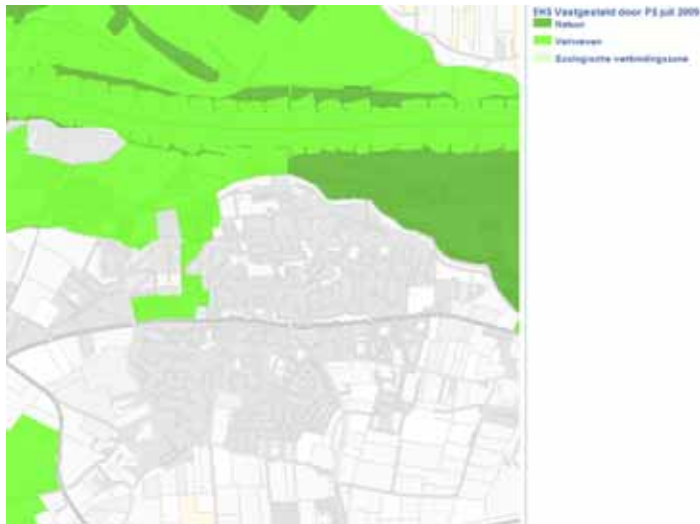 EHS Vastgesteld door PS juli 2009
Natuur
Verweven
Ecologische verbindingszone